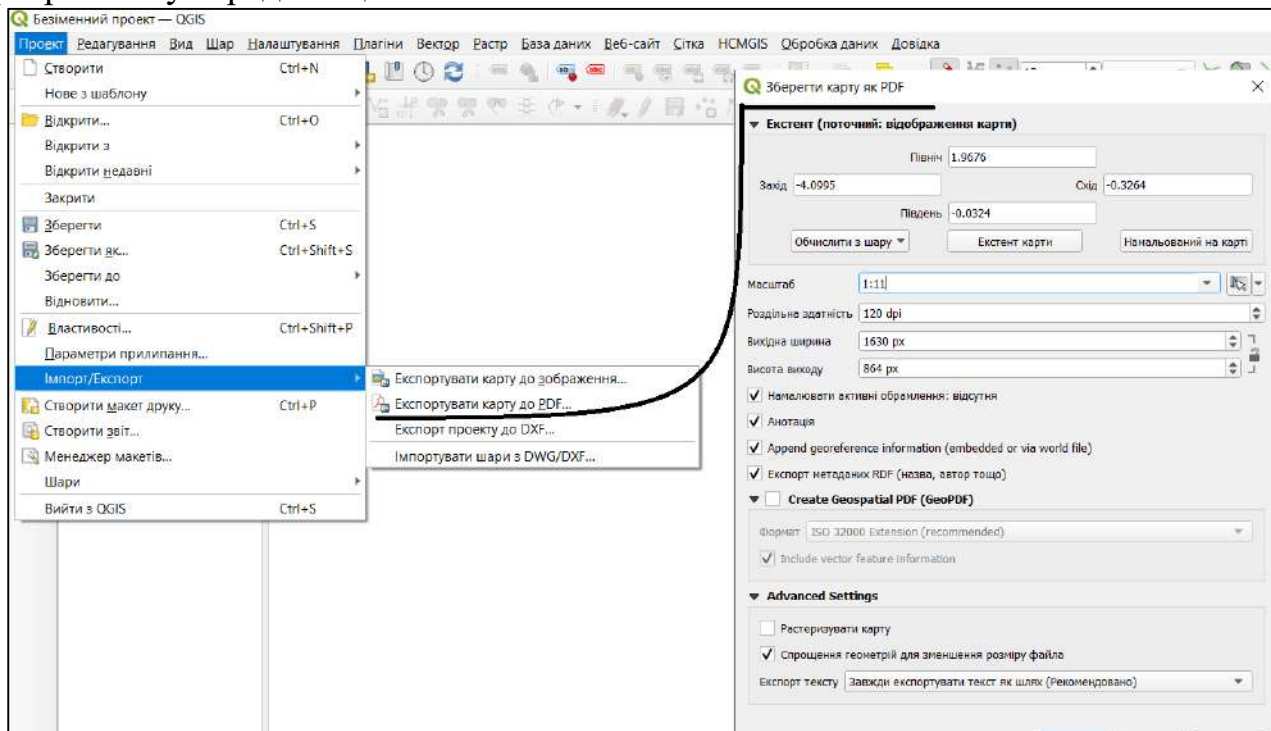 Безіменний проект — QGIS
Проект Редагування Вид Шар Налаштування Плагіни Вектор Растр База даних Веб-сайт Сітка HCMGIS Обробка даних Довідка
Створити Ctrl+N
Нове з шаблону
Відкрити... Ctrl+O
Відкрити з
Відкрити недавні
Закрити
Зберегти Ctrl+S
Зберегти як... Ctrl+Shift+S
Зберегти до
Відновити...
Властивості... Ctrl+Shift+P
Параметри прилипання...
Імпорт/Експорт
Створити макет друку... Ctrl+P
Створити звіт...
Менеджер макетів...
Шари
Вийти з QGIS Ctrl+S
Експортувати карту до зображення...
Експортувати карту до PDF...
Експорт проекту до DXF...
Імпортувати шари з DWG/DXF...
Зберегти карту як PDF
Екстент (поточний: відображення карти)
Північ 1.9676
Захід -4.0995 Схід -0.3264
Південь -0.0324
Обчислити з шару Екстент карти Намальований на карті
Масштаб 1:11
Роздільна здатність 120 dpi
Вихідна ширина 1630 px
Висота виходу 864 px
Намалювати активні обрамлення: відсутня
Анотація
Append georeference information (embedded or via world file)
Експорт метаданих RDF (назва, автор тощо)
Create Geospatial PDF (GeoPDF)
Формат ISO 32000 Extension (recommended)
Include vector feature information
Advanced Settings
Растеризувати карту
Спрощення геометрій для зменшення розміру файла
Експорт тексту Завжди експортувати текст як шлях (Рекомендовано)